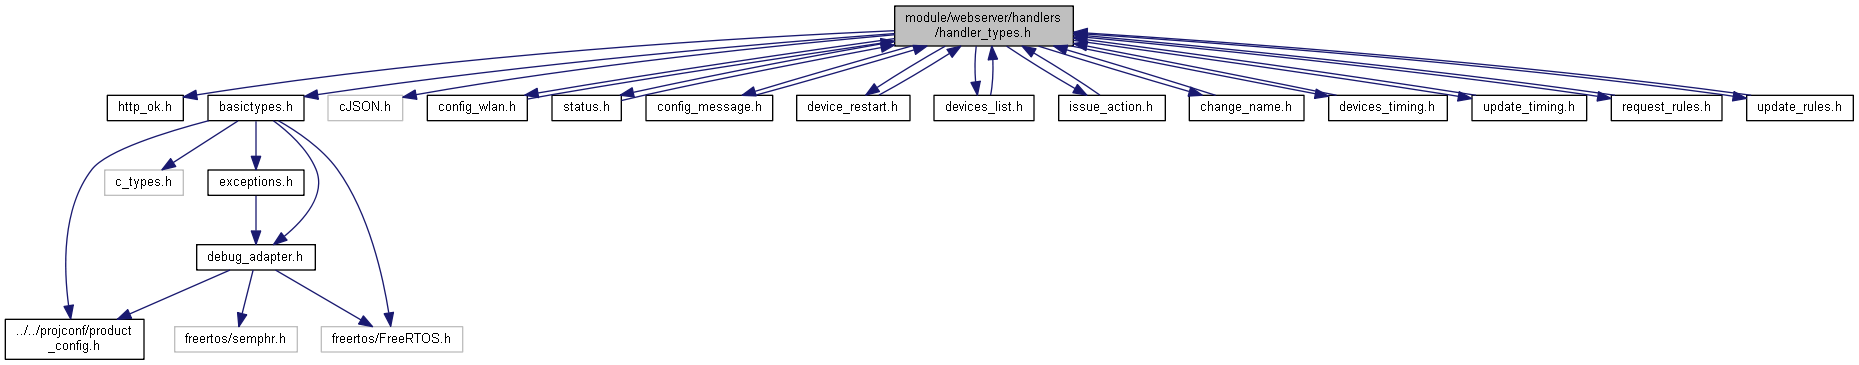 module/webserver/handlers
/handler_types.h
http_ok.h
basictypes.h
cJSON.h
config_wlan.h
status.h
config_message.h
device_restart.h
devices_list.h
issue_action.h
change_name.h
devices_timing.h
update_timing.h
request_rules.h
update_rules.h
c_types.h
exceptions.h
debug_adapter.h
../../projconf/product
_config.h
freertos/semphr.h
freertos/FreeRTOS.h